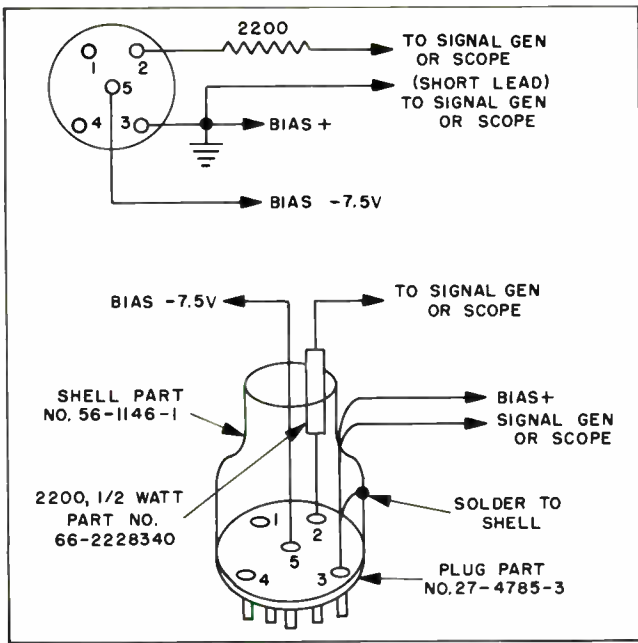 2200
TO SIGNAL GEN
OR SCOPE
1
2
(SHORT LEAD)
TO SIGNAL GEN
OR SCOPE
5
4
3
BIAS +
BIAS -7.5V
BIAS -7.5V
TO SIGNAL GEN
OR SCOPE
SHELL PART
NO. 56-1146-1
BIAS+
SIGNAL GEN
OR SCOPE
2200, 1/2 WATT
PART NO.
66-2228340
SOLDER TO
SHELL
1
2
5
4
3
PLUG PART
NO. 27-4785-3